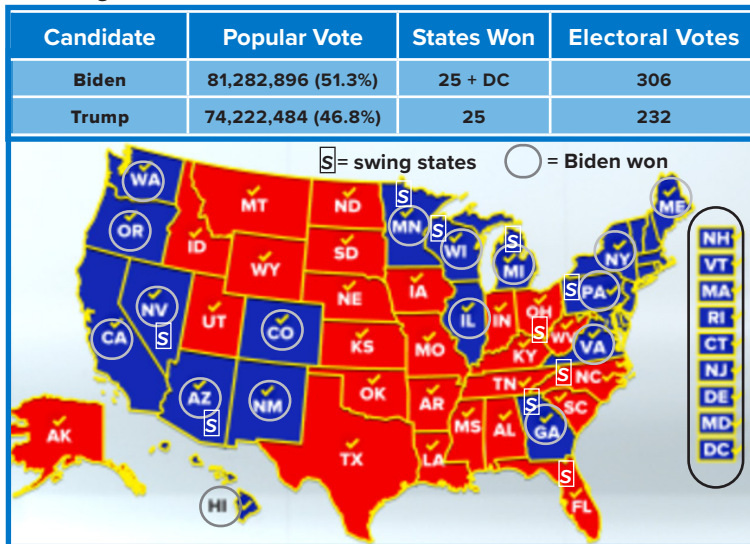 Candidate Popular Vote States Won Electoral Votes
Biden 81,282,896 (51.3%) 25 + DC 306
Trump 74,222,484 (46.8%) 25 232
S = swing states = Biden won
WA
MT
ND
S
MN
ME
OR
ID
SD
S
WI
S
MI
NY
NH
WY
VT
NV
NE
IA
S
PA
MA
S
CA
UT
CO
IL
IN
OH
S
WV
VA
RI
KS
MO
KY
CT
AZ
S
NM
OK
AR
TN
S
NC
NJ
S
GA
SC
DE
MS
AL
MD
AK
TX
LA
DC
S
FL
HI